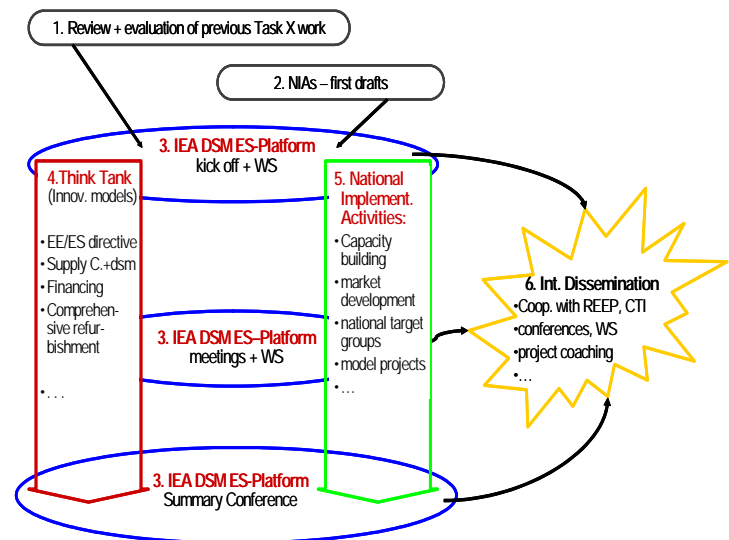 1. Review + evaluation of previous Task X work
2. NIAs – first drafts
3. IEA DSM ES-Platform
kick off + WS
4.Think Tank
(Innov. models)
• EE/ES directive
• Supply C.+dsm
• Financing
• Comprehen-
sive refur-
bishment
• . . .
5. National
Implement.
Activities:
• Capacity
building
• market
development
• national target
groups
• model projects
• …
3. IEA DSM ES–Platform
meetings + WS
6. Int. Dissemination
•Coop. with REEP, CTI
•conferences, WS
•project coaching
•…
3. IEA DSM ES-Platform
Summary Conference